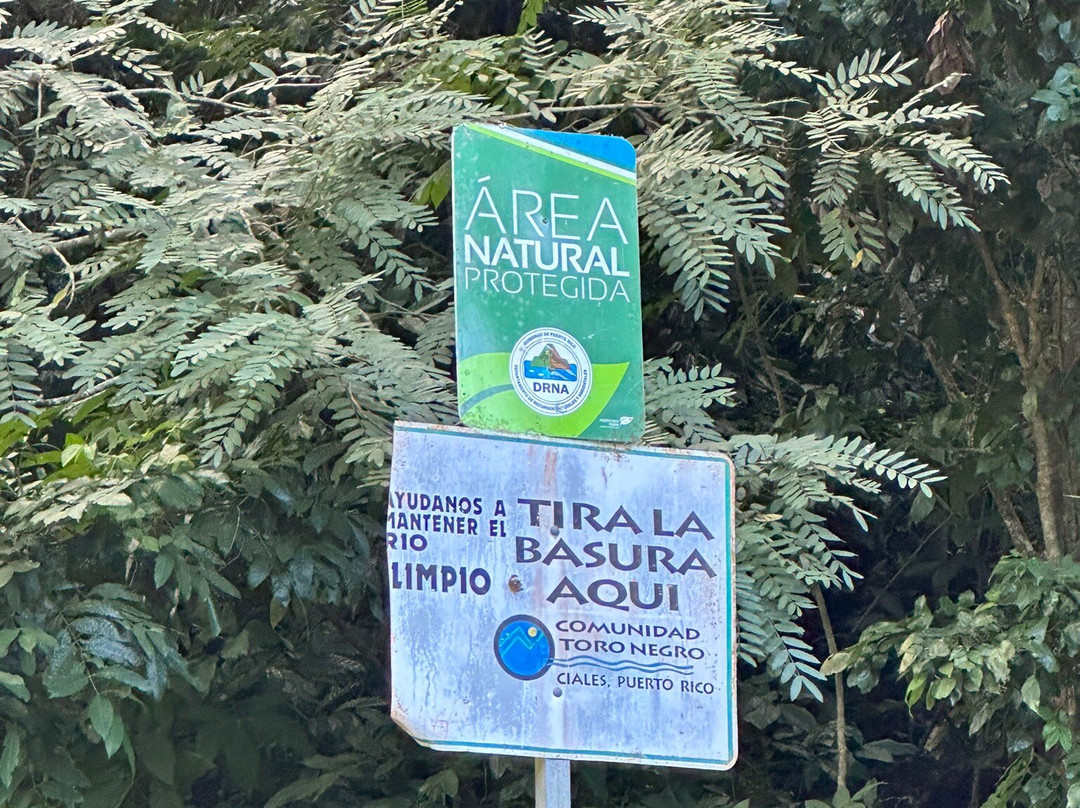 ÁREA
NATURAL
PROTEGIDA
DRNA
AYUDANOS A
MANTENER EL
RIO
LIMPIO
TIRA LA
BASURA
AQUI
COMUNIDAD
TORO NEGRO
CIALES, PUERTO RICO